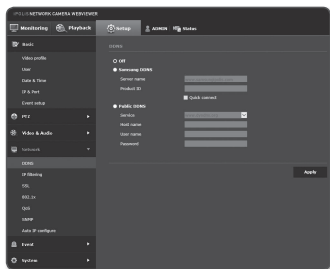 iPOLiS NETWORK CAMERA WEBVIEWER
Monitoring Playback Setup ADMIN Status
Basic
Video profile
User
Date & Time
IP & Port
Event setup
PTZ
Video & Audio
Network
DDNS
IP filtering
SSL
802.1x
QoS
SNMP
Auto IP configure
Event
System
DDNS
Off
Samsung DDNS
Server name
Product ID
Quick connect
Public DDNS
Service
Host name
User name
Password
Apply